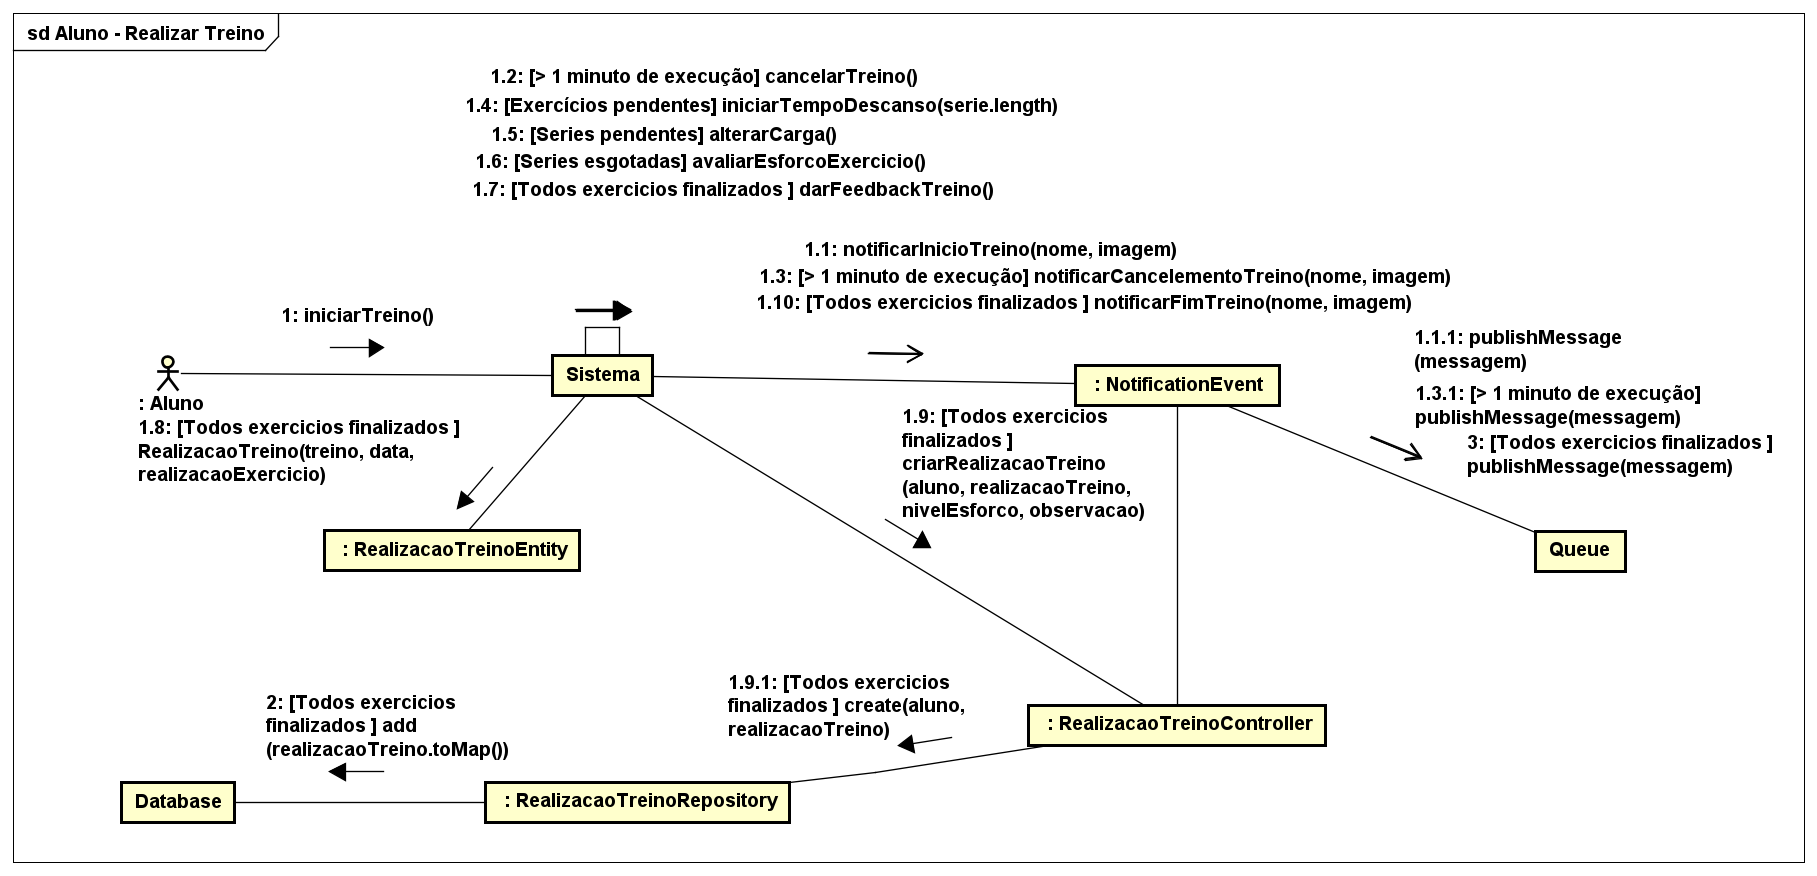 sd Aluno - Realizar Treino
1.2: [> 1 minuto de execução] cancelarTreino()
1.4: [Exercícios pendentes] iniciarTempoDescanso(serie.length)
1.5: [Series pendentes] alterarCarga()
1.6: [Series esgotadas] avaliarEsforcoExercicio()
1.7: [Todos exercicios finalizados ] darFeedbackTreino()
1.1: notificarInicioTreino(nome, imagem)
1.3: [> 1 minuto de execução] notificarCancelementoTreino(nome, imagem)
1.10: [Todos exercicios finalizados ] notificarFimTreino(nome, imagem)
1: iniciarTreino()
1.1.1: publishMessage
(messagem)
1.3.1: [> 1 minuto de execução]
publishMessage(messagem)
3: [Todos exercicios finalizados ]
publishMessage(messagem)
Sistema
: NotificationEvent
: Aluno
1.8: [Todos exercicios finalizados ]
RealizacaoTreino(treino, data,
realizacaoExercicio)
1.9: [Todos exercicios
finalizados ]
criarRealizacaoTreino
(aluno, realizacaoTreino,
nivelEsforco, observacao)
: RealizacaoTreinoEntity
Queue
1.9.1: [Todos exercicios
finalizados ] create(aluno,
realizacaoTreino)
2: [Todos exercicios
finalizados ] add
(realizacaoTreino.toMap())
: RealizacaoTreinoController
Database
: RealizacaoTreinoRepository